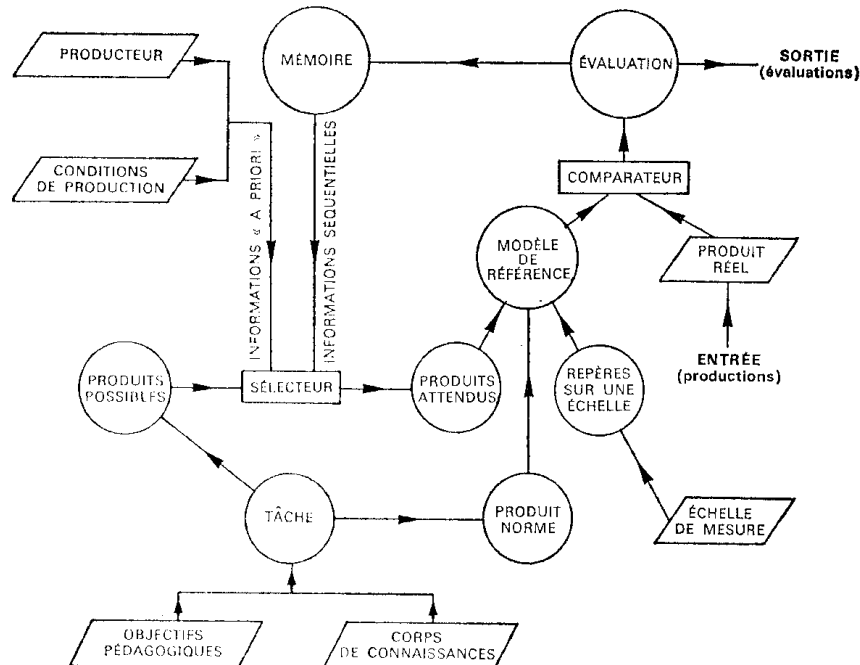 PRODUCTEUR
MÉMOIRE
ÉVALUATION
SORTIE
(évaluations)
CONDITIONS
DE PRODUCTION
INFORMATIONS « A PRIORI »
INFORMATIONS SÉQUENTIELLES
COMPARATEUR
MODÈLE
DE
RÉFÉRENCE
PRODUIT
RÉEL
ENTRÉE
(productions)
PRODUITS
POSSIBLES
SÉLECTEUR
PRODUITS
ATTENDUS
REPÈRES
SUR UNE
ÉCHELLE
TÂCHE
PRODUIT
NORME
ÉCHELLE
DE MESURE
OBJECTIFS
PÉDAGOGIQUES
CORPS
DE CONNAISSANCES